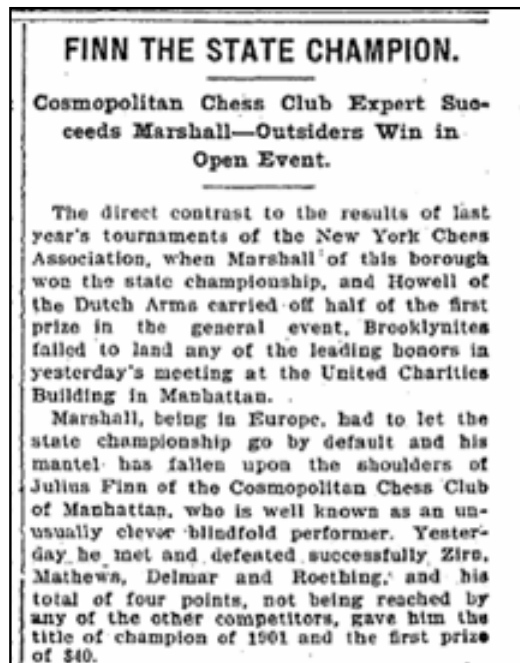 FINN THE STATE CHAMPION.
Cosmopolitan Chess Club Expert Suc-
ceeds Marshall—Outsiders Win in
Open Event.
The direct contrast to the results of last
year's tournaments of the New York Chess
Association, when Marshall of this borough
won the state championship, and Howell of
the Dutch Arms carried off half of the first
prize in the general event, Brooklynites
failed to land any of the leading honors in
yesterday's meeting at the United Charities
Building in Manhattan.
Marshall, being in Europe, had to let the
state championship go by default and his
mantel has fallen upon the shoulders of
Julius Finn of the Cosmopolitan Chess Club
of Manhattan, who is well known as an un-
usually clever blindfold performer. Yester-
day he met and defeated successfully Zirn,
Mathews, Delmar and Roething, and his
total of four points, not being reached by
any of the other competitors, gave him the
title of champion of 1901 and the first prize
of $40.